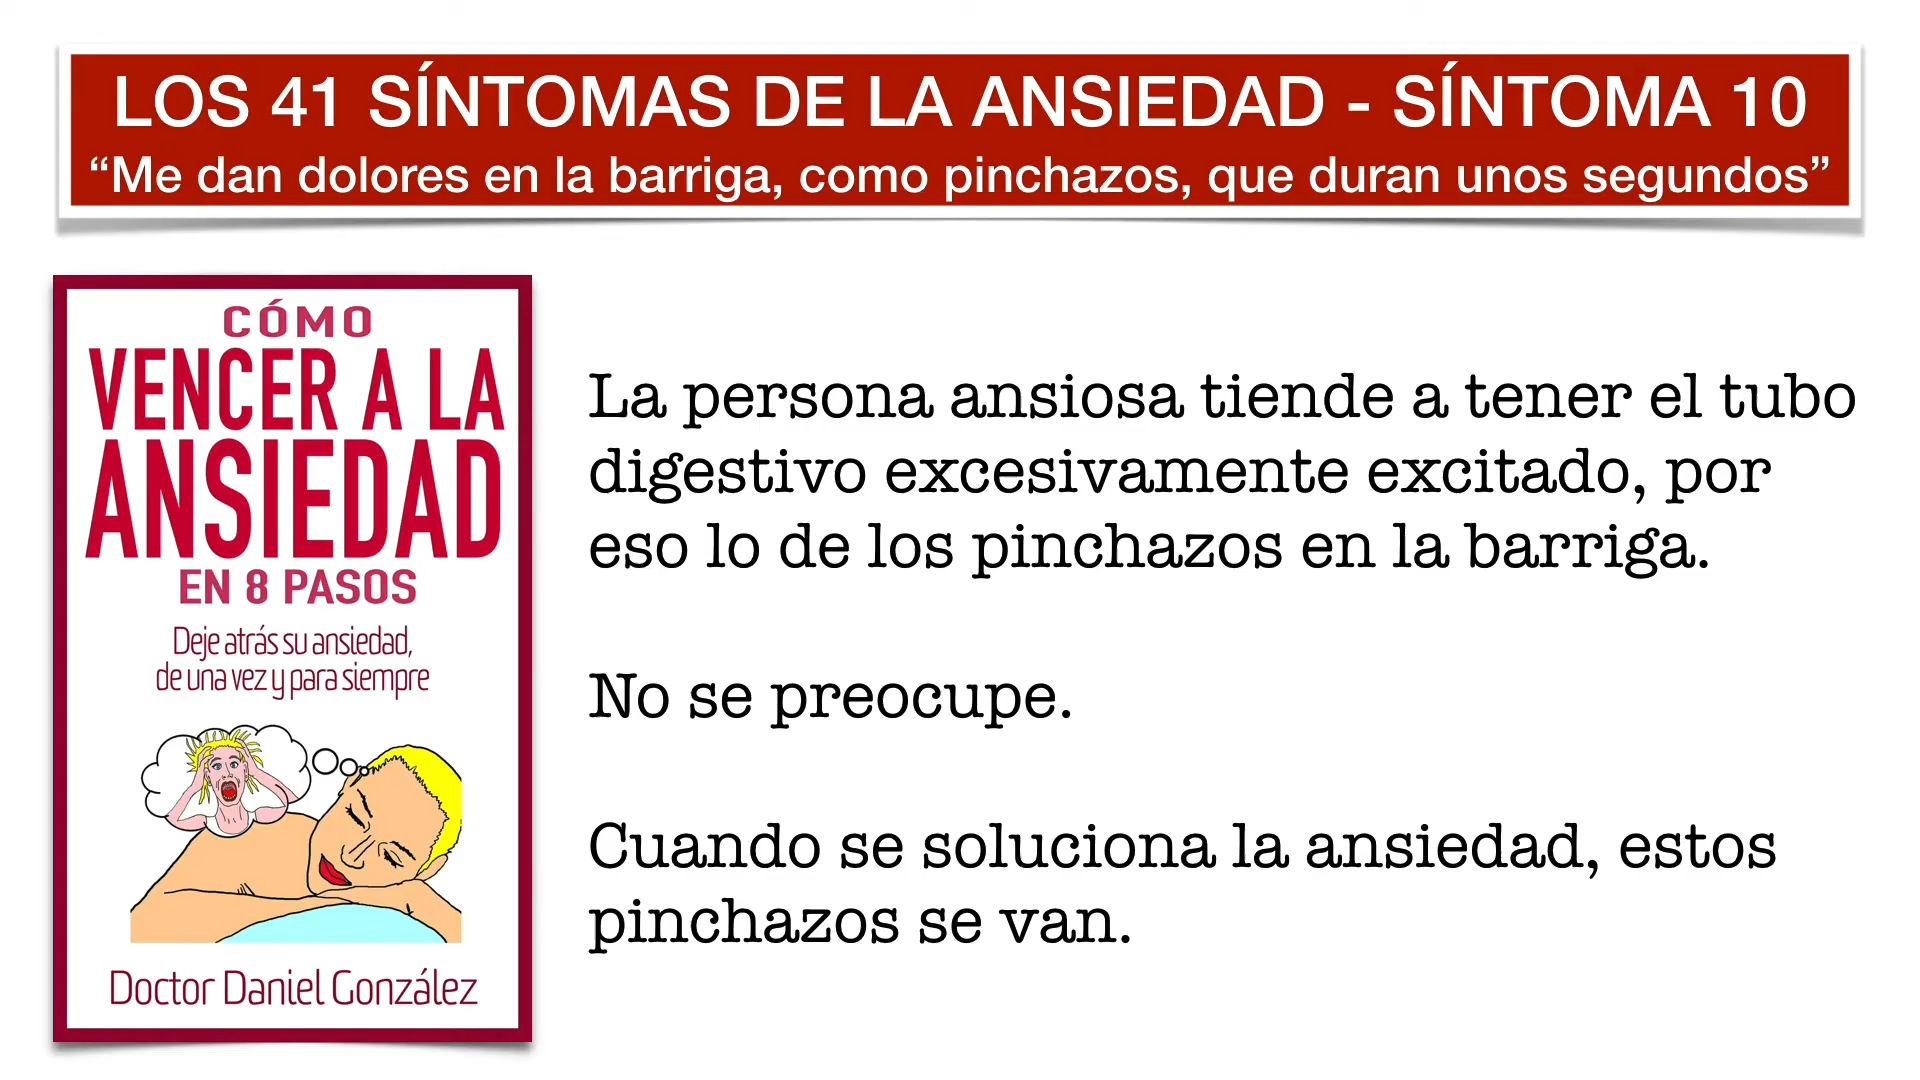 LOS 41 SÍNTOMAS DE LA ANSIEDAD - SÍNTOMA 10
“Me dan dolores en la barriga, como pinchazos, que duran unos segundos”
CÓMO
VENCER A LA
ANSIEDAD
EN 8 PASOS
Deje atrás su ansiedad,
de una vez y para siempre
Doctor Daniel González
La persona ansiosa tiende a tener el tubo
digestivo excesivamente excitado, por
eso lo de los pinchazos en la barriga.
No se preocupe.
Cuando se soluciona la ansiedad, estos
pinchazos se van.